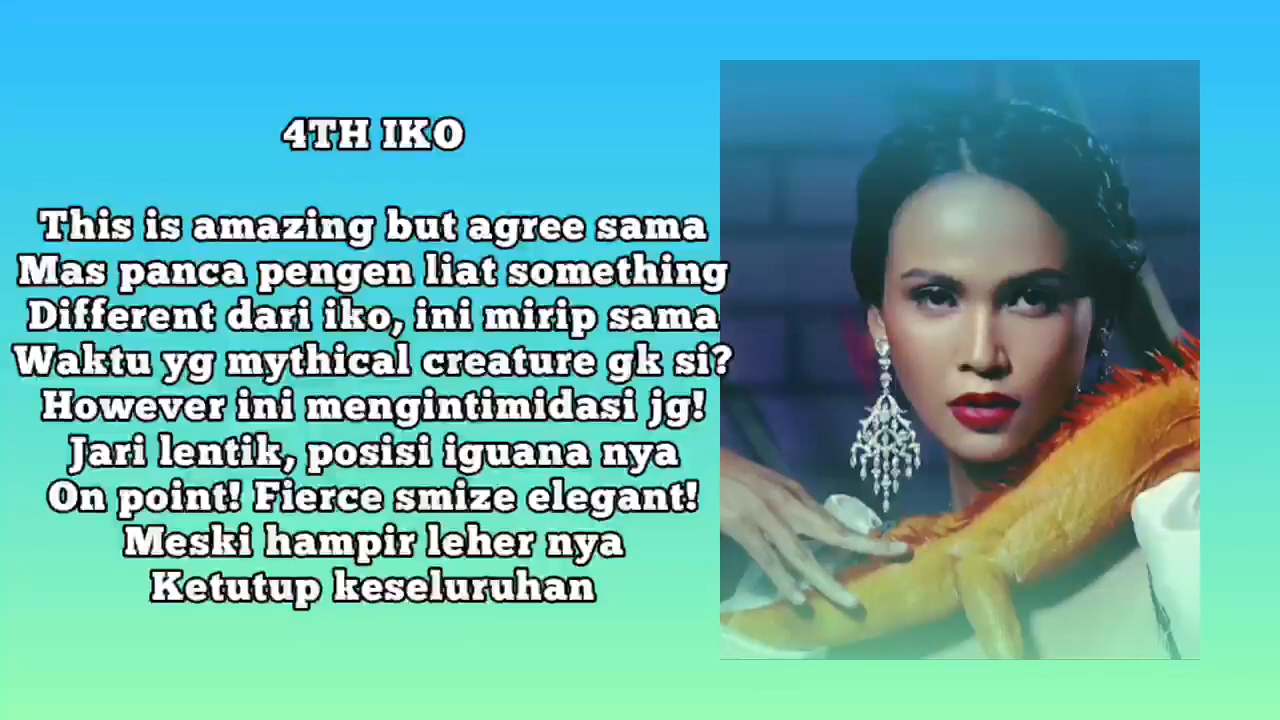 4TH IKO
This is amazing but agree sama
Mas panca pengen liat something
Different dari iko, ini mirip sama
Waktu yg mythical creature gk si?
However ini mengintimidasi jg!
Jari lentik, posisi iguana nya
On point! Fierce smize elegant!
Meski hampir leher nya
Ketutup keseluruhan